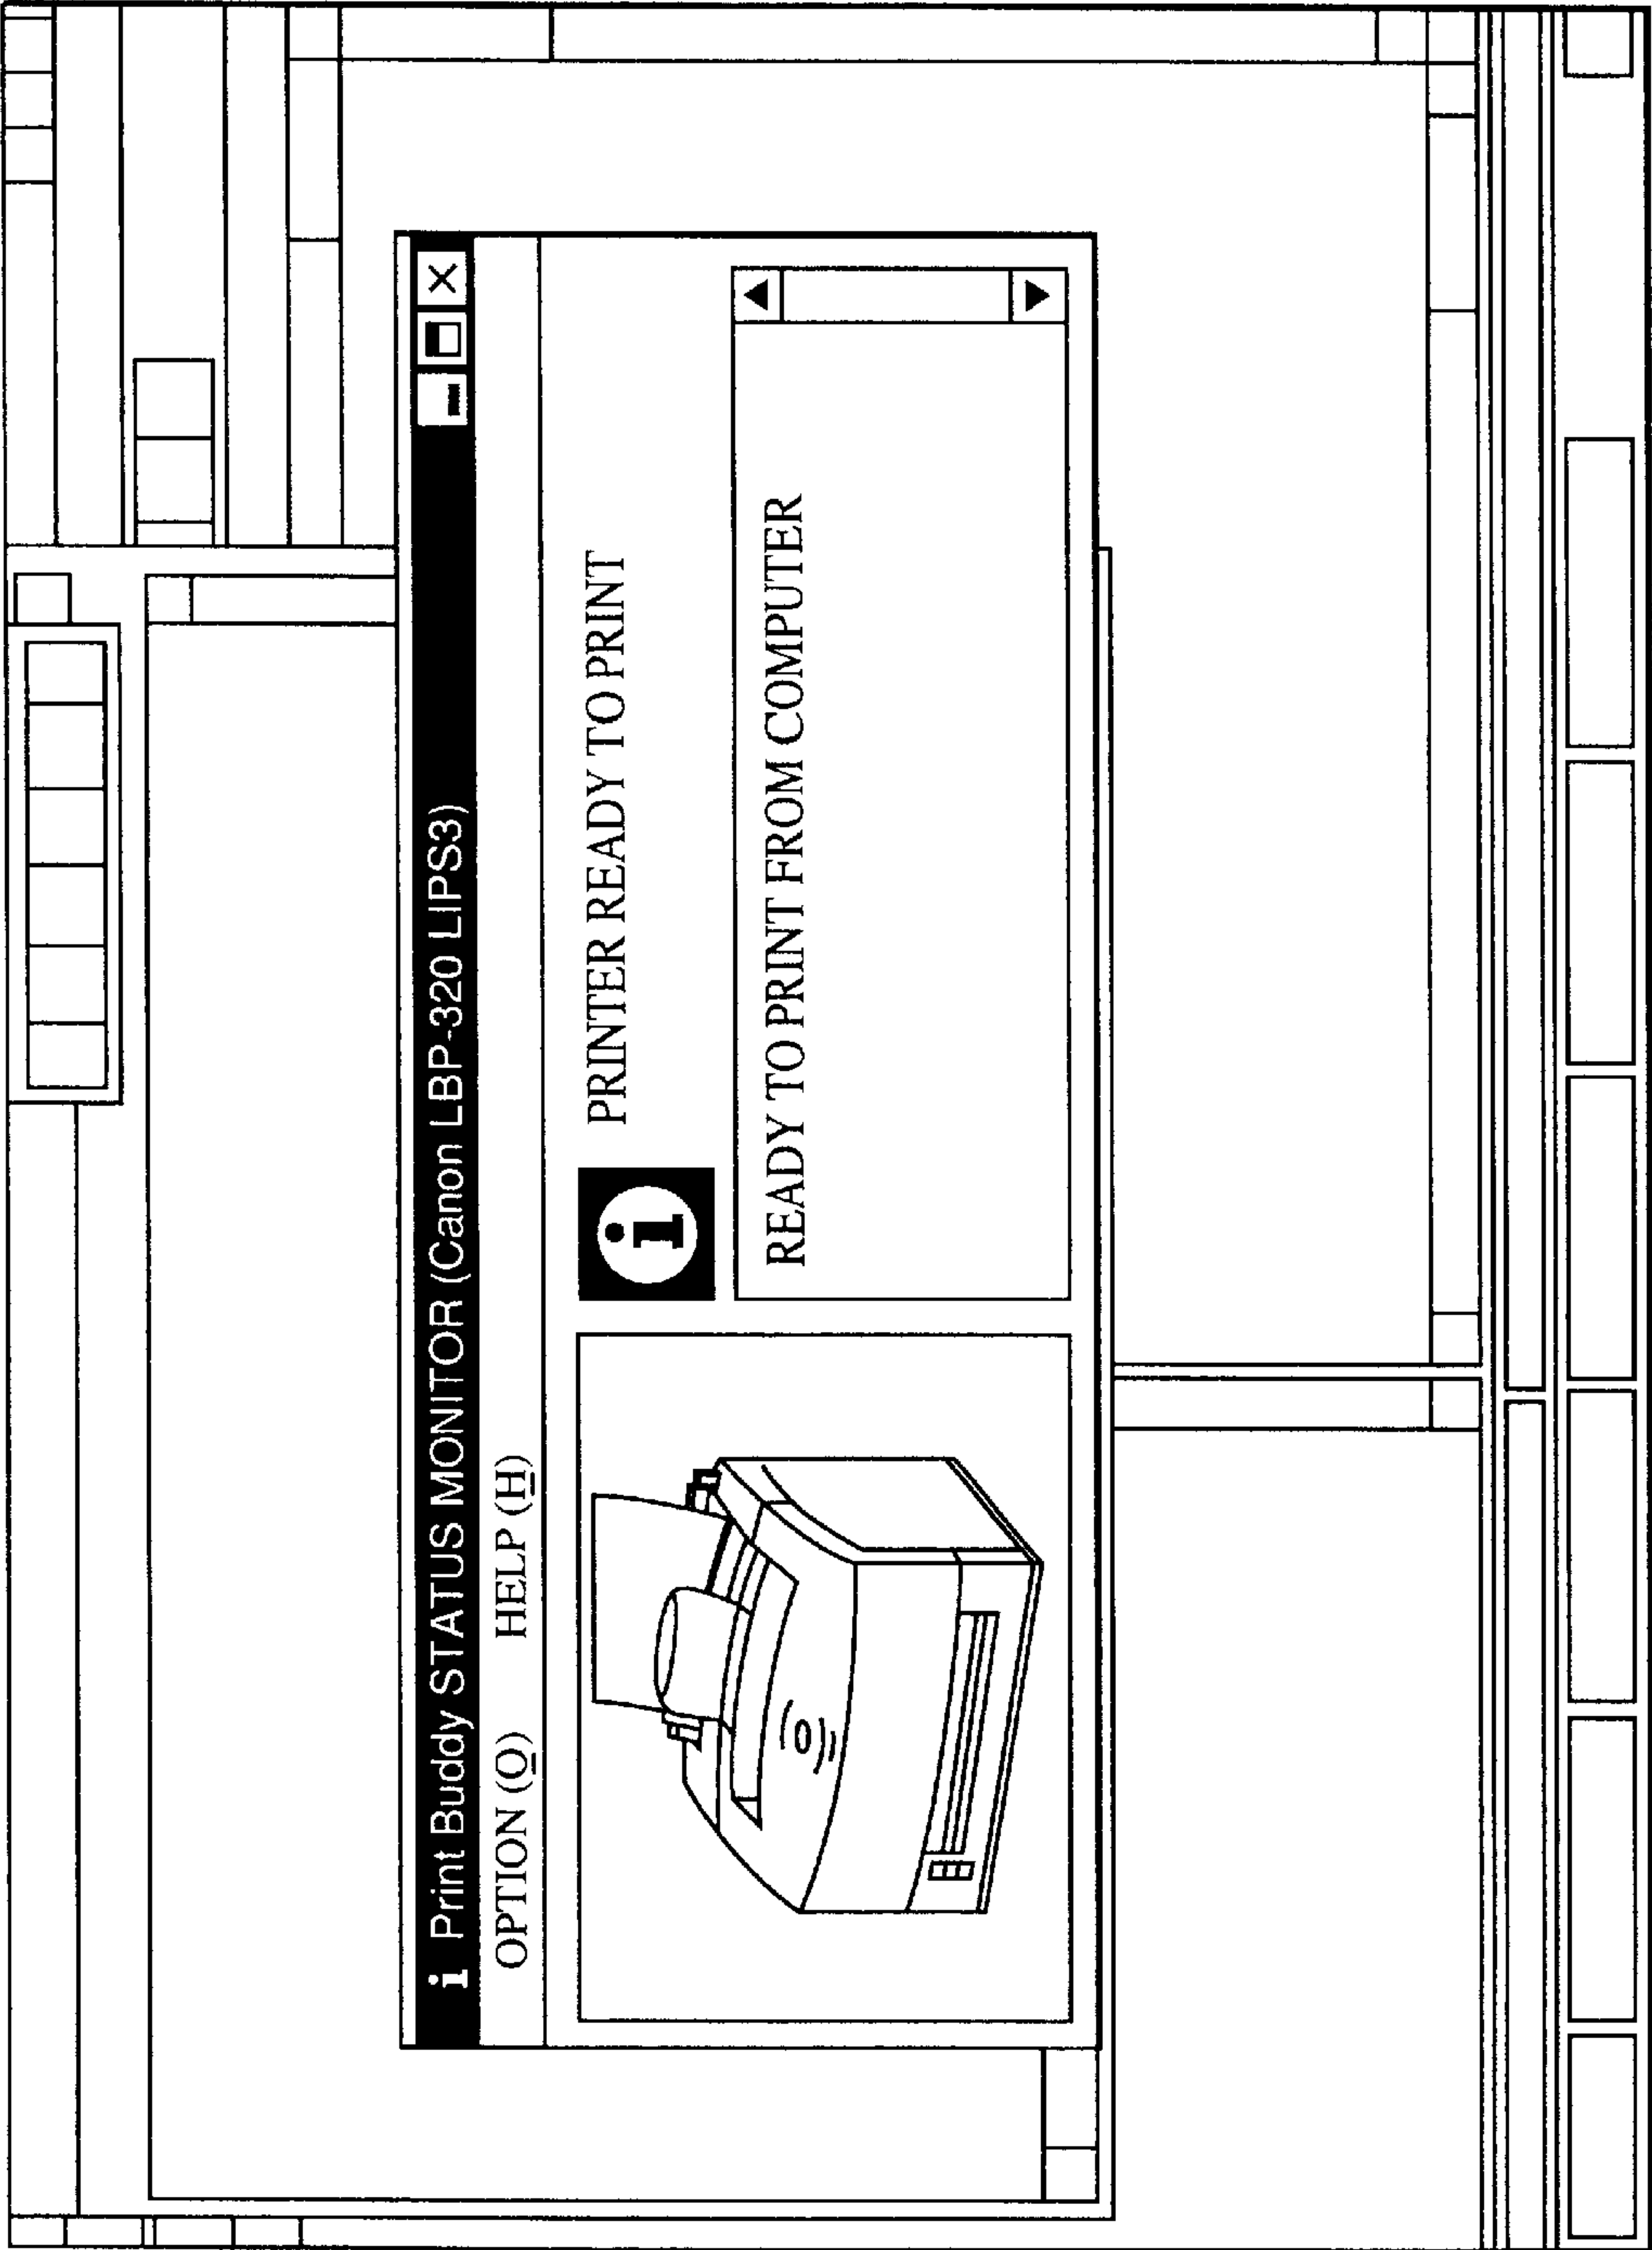 i Print Buddy STATUS MONITOR (Canon LBP-320 LIPS3)
OPTION (O) HELP (H)
i PRINTER READY TO PRINT
READY TO PRINT FROM COMPUTER